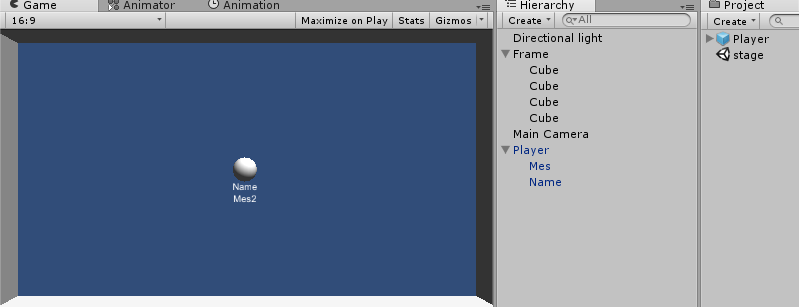 Game
Animator
Animation
16:9
Maximize on Play
Stats
Gizmos
Name
Mes2
Hierarchy
Create
All
Directional light
Frame
Cube
Cube
Cube
Cube
Main Camera
Player
Mes
Name
Project
Create
Player
stage